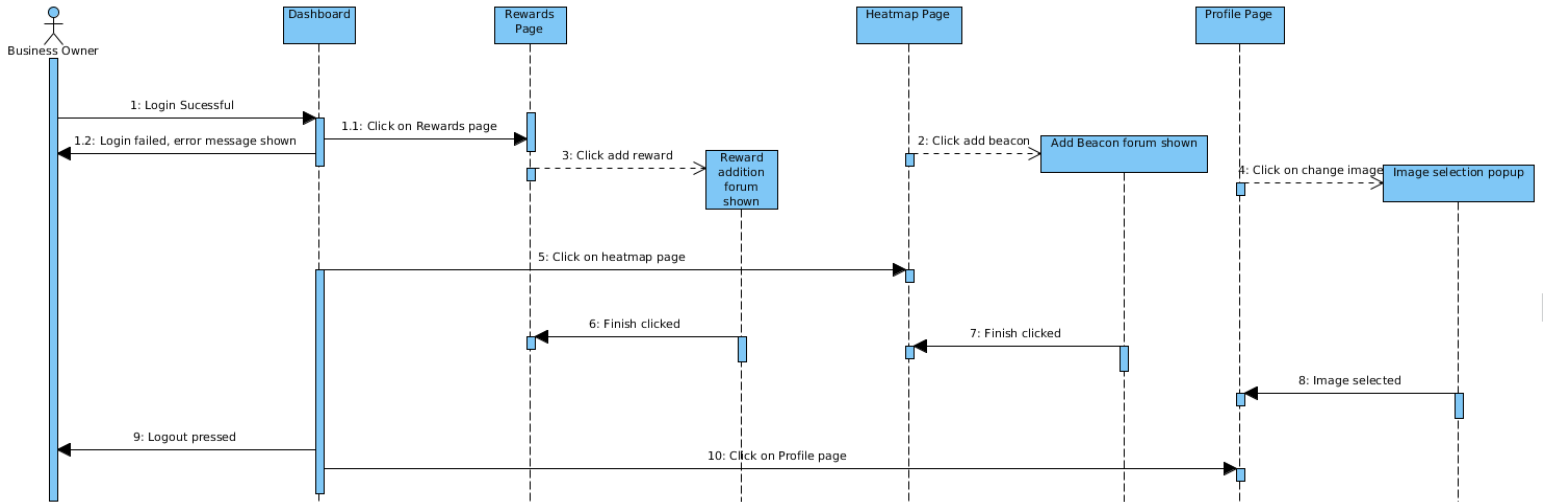 Business Owner
Dashboard
Rewards
Page
Heatmap Page
Profile Page
1: Login Sucessful
1.1: Click on Rewards page
1.2: Login failed, error message shown
2: Click add beacon
Add Beacon forum shown
3: Click add reward
Reward
addition
forum
shown
4: Click on change image
Image selection popup
5: Click on heatmap page
6: Finish clicked
7: Finish clicked
8: Image selected
9: Logout pressed
10: Click on Profile page